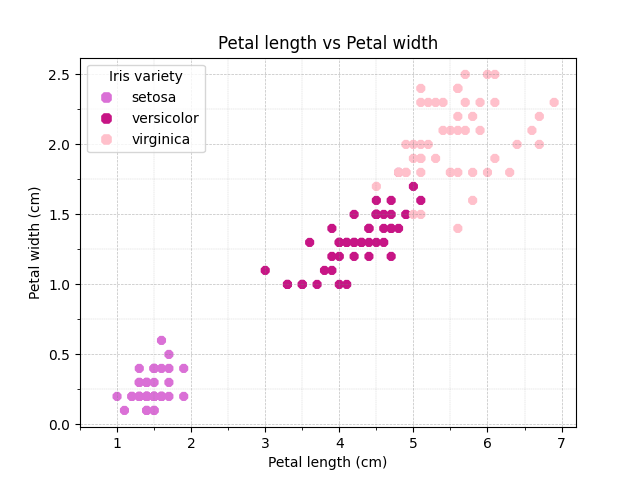 Petal length vs Petal width
Iris variety
setosa
versicolor
virginica
Petal width (cm)
2.5
2.0
1.5
1.0
0.5
0.0
1 2 3 4 5 6 7
Petal length (cm)